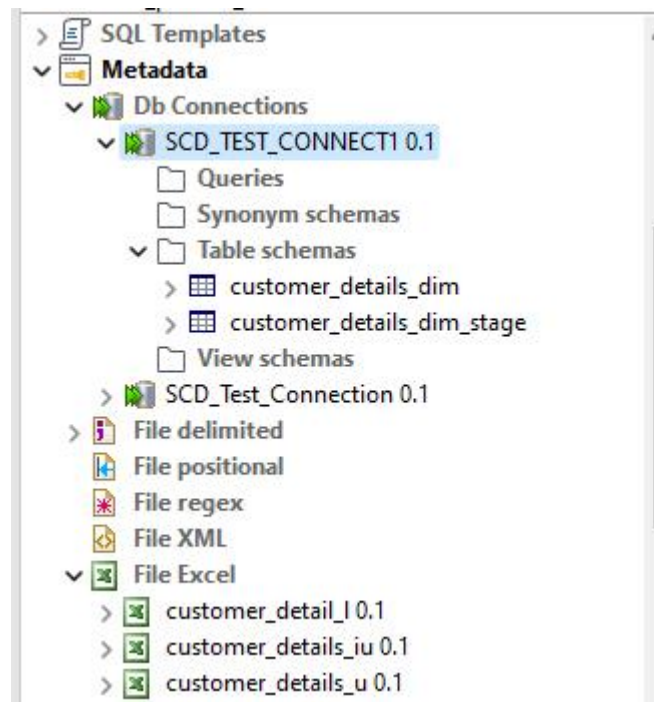 SQL Templates
Metadata
Db Connections
SCD_TEST_CONNECT1 0.1
Queries
Synonym schemas
Table schemas
customer_details_dim
customer_details_dim_stage
View schemas
SCD_Test_Connection 0.1
File delimited
File positional
File regex
File XML
File Excel
customer_detail_l 0.1
customer_details_iu 0.1
customer_details_u 0.1